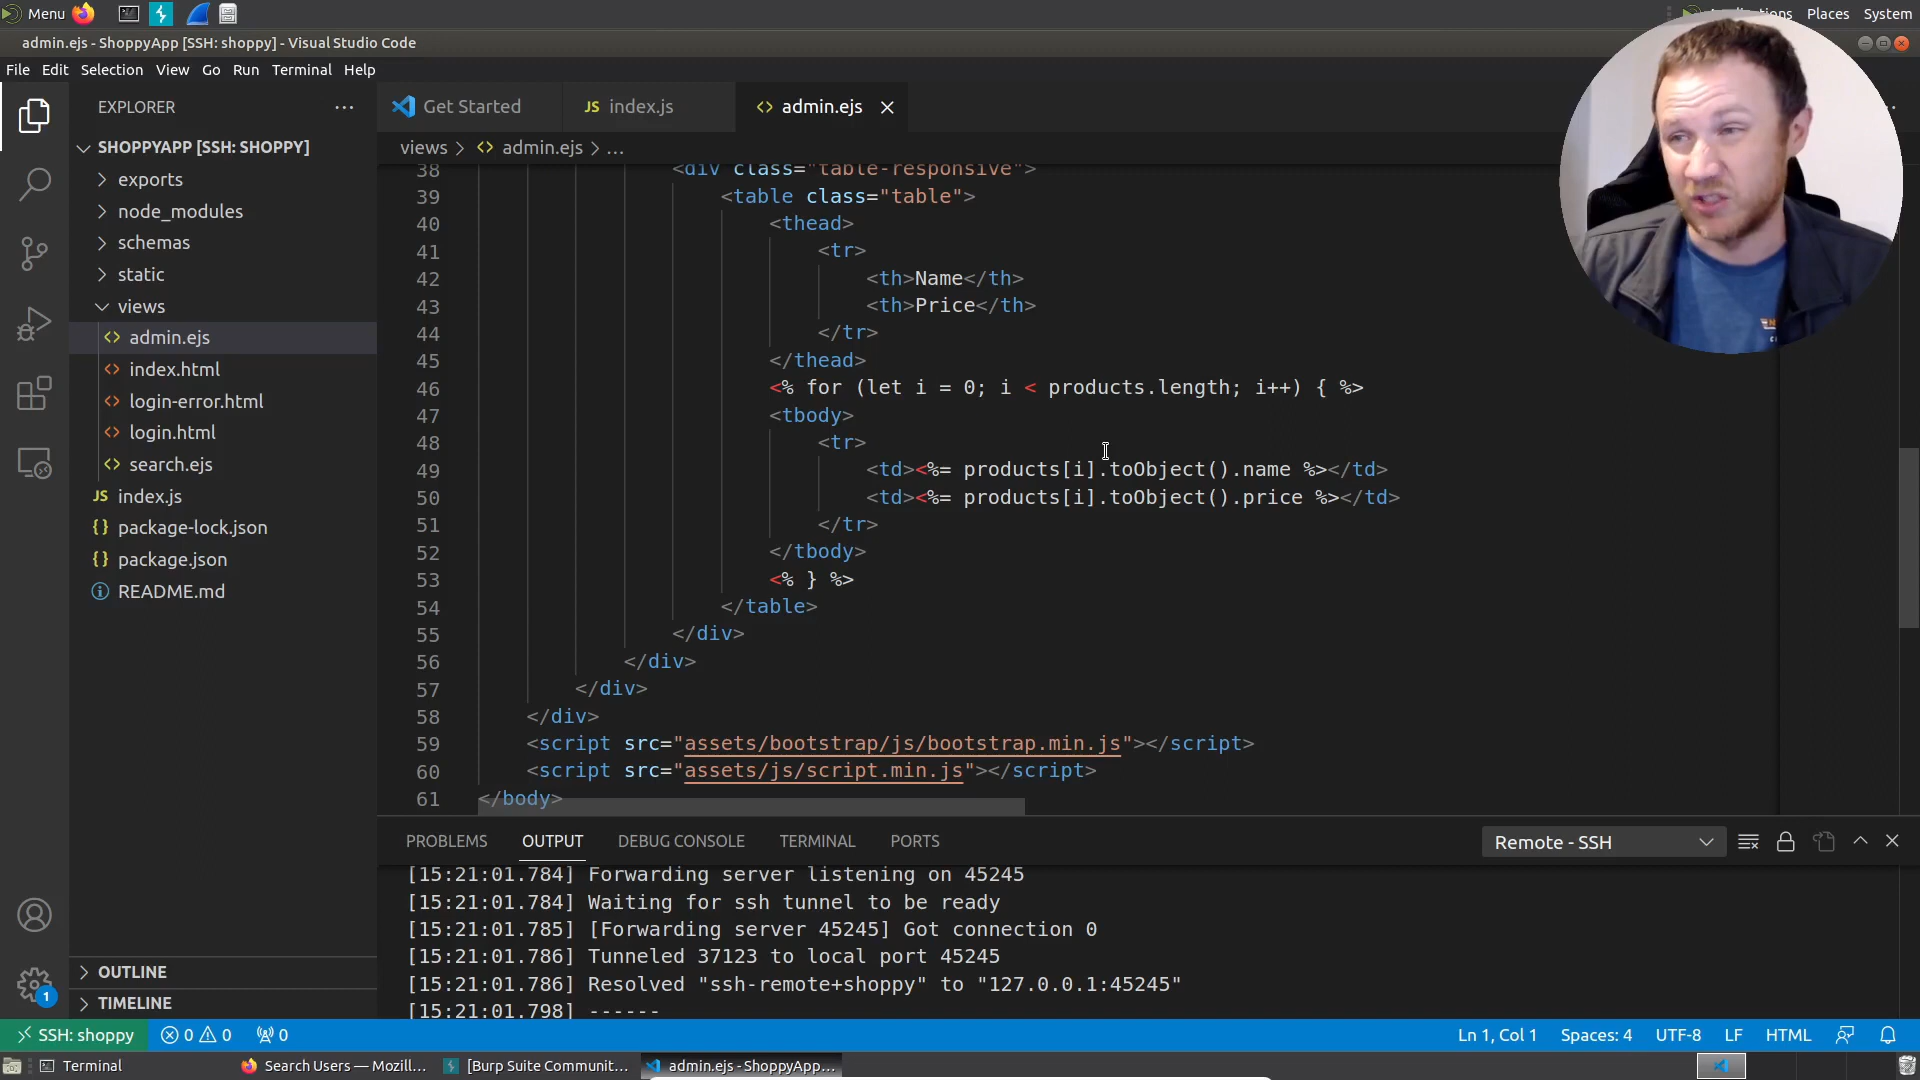 Menu
Applications Places System
admin.ejs - ShoppyApp [SSH: shoppy] - Visual Studio Code
File Edit Selection View Go Run Terminal Help
EXPLORER
Get Started
index.js
admin.ejs
SHOPPYAPP [SSH: SHOPPY]
views > admin.ejs > ...
exports
node_modules
schemas
static
views
admin.ejs
index.html
login-error.html
login.html
search.ejs
index.js
package-lock.json
package.json
README.md
OUTLINE
TIMELINE
38 <div class="table-responsive">
39 <table class="table">
40 <thead>
41 <tr>
42 <th>Name</th>
43 <th>Price</th>
44 </tr>
45 </thead>
46 <% for (let i = 0; i < products.length; i++) { %>
47 <tbody>
48 <tr>
49 <td><%= products[i].toObject().name %></td>
50 <td><%= products[i].toObject().price %></td>
51 </tr>
52 </tbody>
53 <% } %>
54 </table>
55 </div>
56 </div>
57 </div>
58 </div>
59 <script src="assets/bootstrap/js/bootstrap.min.js"></script>
60 <script src="assets/js/script.min.js"></script>
61 </body>
PROBLEMS OUTPUT DEBUG CONSOLE TERMINAL PORTS
Remote - SSH
[15:21:01.784] Forwarding server listening on 45245
[15:21:01.784] Waiting for ssh tunnel to be ready
[15:21:01.785] [Forwarding server 45245] Got connection 0
[15:21:01.786] Tunneled 37123 to local port 45245
[15:21:01.786] Resolved "ssh-remote+shoppy" to "127.0.0.1:45245"
[15:21:01.798] ------
1
SSH: shoppy 0 0 0
Ln 1, Col 1 Spaces: 4 UTF-8 LF HTML
Terminal
Search Users — Mozill...
[Burp Suite Communit...
admin.ejs - ShoppyApp...